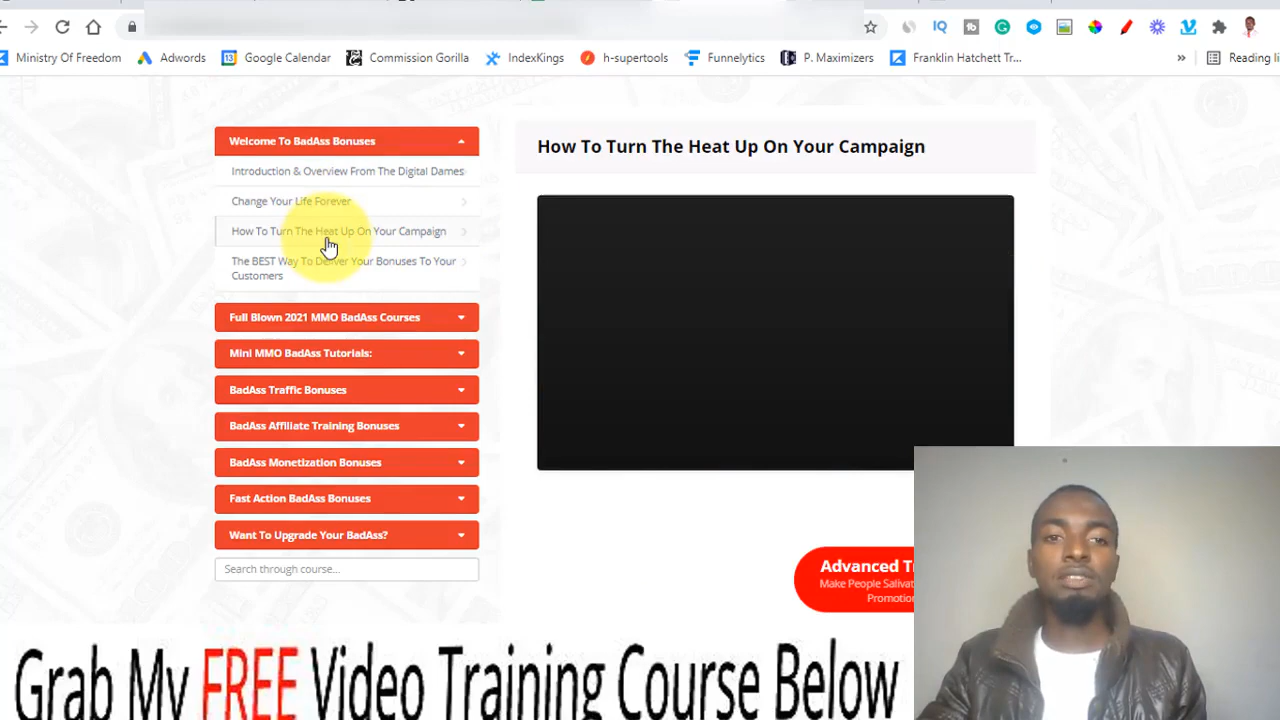 Ministry Of Freedom
Adwords
13
Google Calendar
Commission Gorilla
IndexKings
h-supertools
Funnelytics
P. Maximizers
Franklin Hatchett Tr...
»
Reading li
IQ
Welcome To BadAss Bonuses
Introduction & Overview From The Digital Dames
Change Your Life Forever
How To Turn The Heat Up On Your Campaign
The BEST Way To Deliver Your Bonuses To Your
Customers
Full Blown 2021 MMO BadAss Courses
Mini MMO BadAss Tutorials:
BadAss Traffic Bonuses
BadAss Affiliate Training Bonuses
BadAss Monetization Bonuses
Fast Action BadAss Bonuses
Want To Upgrade Your BadAss?
Search through course...
How To Turn The Heat Up On Your Campaign
Advanced T
Make People Saliva
Promotio
Grab My FREE Video Training Course Below